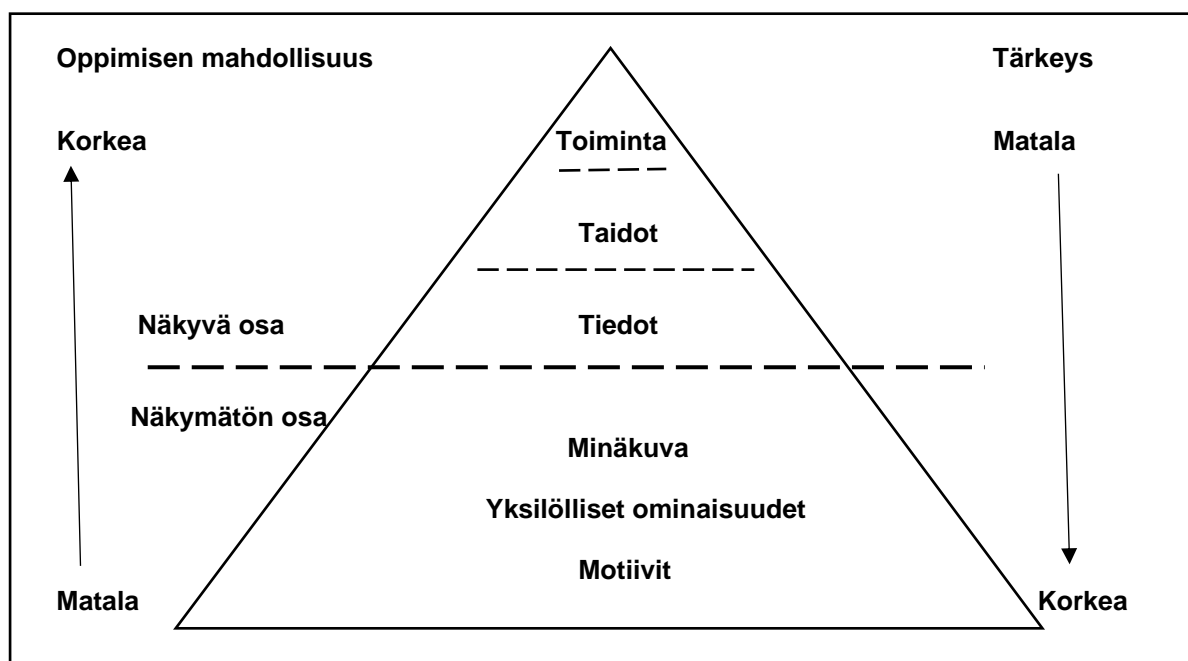 Oppimisen mahdollisuus
Tärkeys
Korkea
Toiminta
Matala
Taidot
Näkyvä osa
Tiedot
Näkymätön osa
Minäkuva
Yksilölliset ominaisuudet
Motiivit
Matala
Korkea